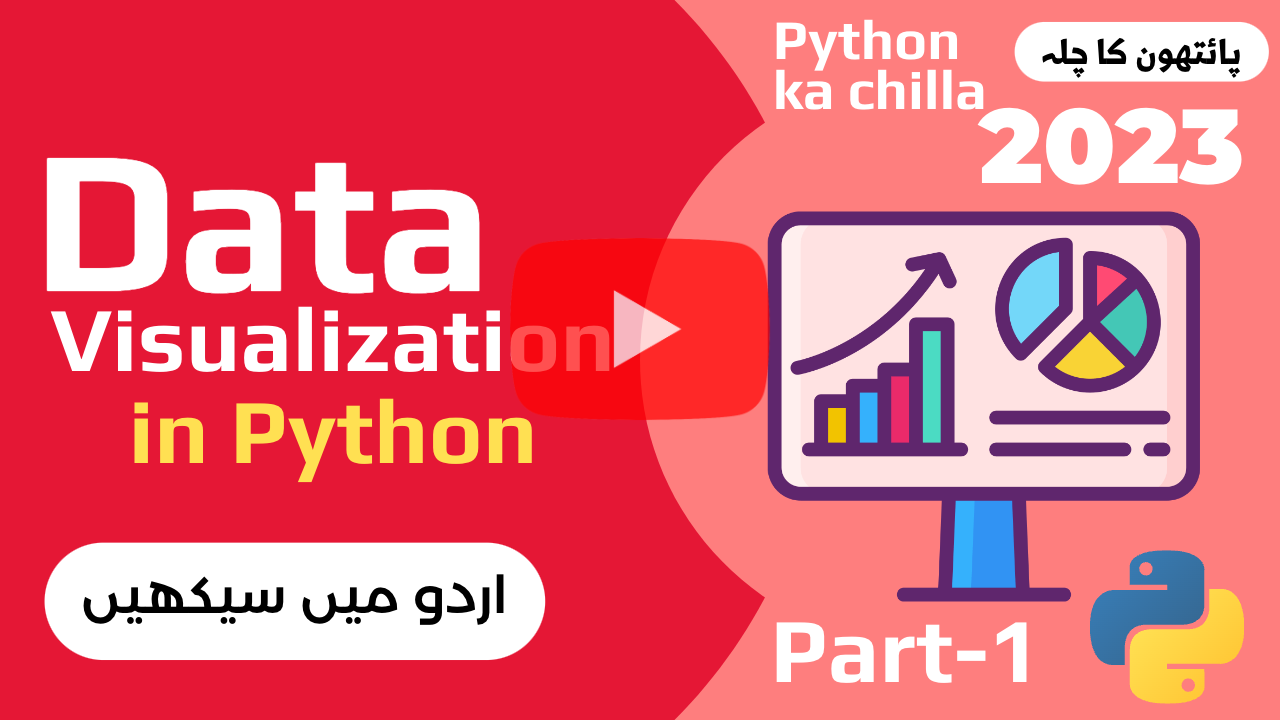 Python
ka chilla
پائتھون کا چلہ
2023
Data
Visualization
in Python
اردو میں سیکھیں
Part-1